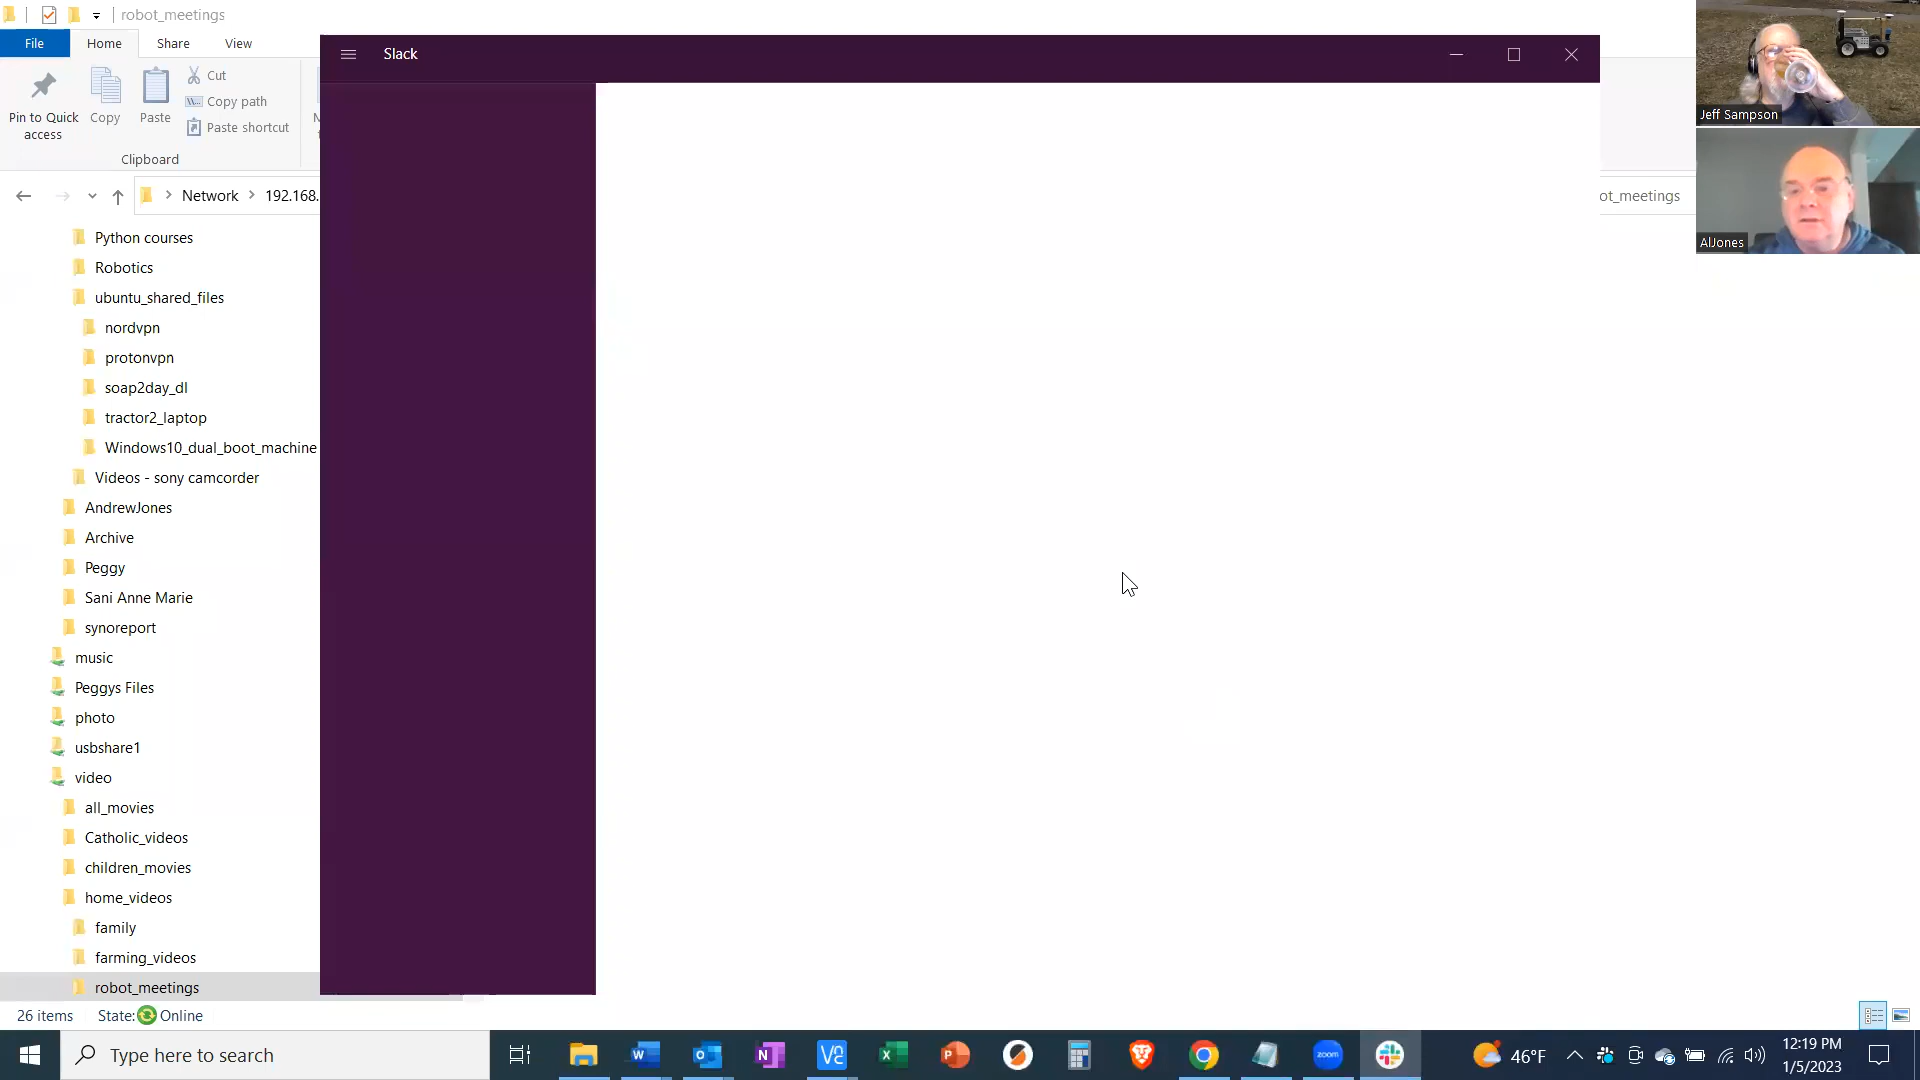 robot_meetings
File
Home
Share
View
Slack
Pin to Quick
access
Copy
Paste
Cut
Copy path
Paste shortcut
Clipboard
Jeff Sampson
AlJones
Network
192.168.
ot_meetings
Python courses
Robotics
ubuntu_shared_files
nordvpn
protonvpn
soap2day_dl
tractor2_laptop
Windows10_dual_boot_machine
Videos - sony camcorder
AndrewJones
Archive
Peggy
Sani Anne Marie
synoreport
music
Peggys Files
photo
usbshare1
video
all_movies
Catholic_videos
children_movies
home_videos
family
farming_videos
robot_meetings
26 items
State:
Online
Type here to search
zoom
46°F
12:19 PM
1/5/2023